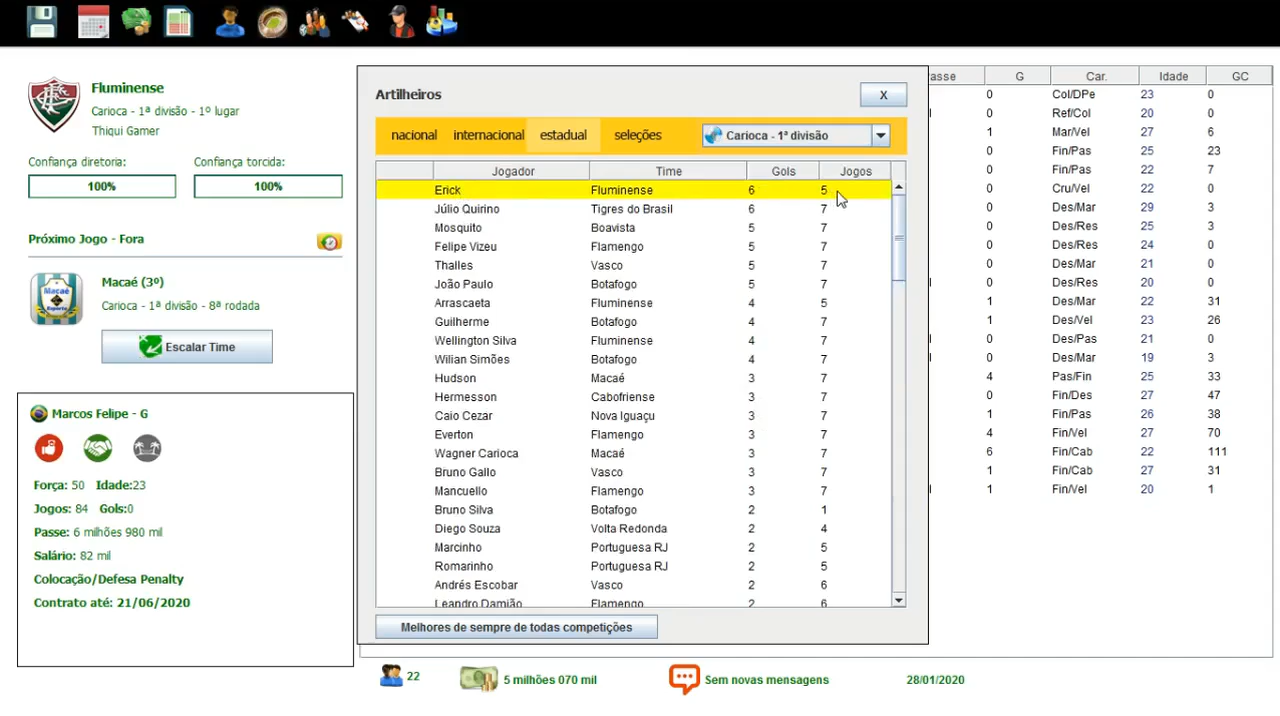 Fluminense
Carioca - 1ª divisão - 1º lugar
Thiqui Gamer
Confiança diretoria: Confiança torcida:
100% 100%
Próximo Jogo - Fora
Macaé (3º)
Carioca - 1ª divisão - 8ª rodada
Escalar Time
Marcos Felipe - G
Força: 50 Idade:23
Jogos: 84 Gols:0
Passe: 6 milhões 980 mil
Salário: 82 mil
Colocação/Defesa Penalty
Contrato até: 21/06/2020
Artilheiros X
nacional internacional estadual seleções Carioca - 1ª divisão
Jogador Time Gols Jogos
Erick Fluminense 6 5
Júlio Quirino Tigres do Brasil 6 7
Mosquito Boavista 5 7
Felipe Vizeu Flamengo 5 7
Thalles Vasco 5 7
João Paulo Botafogo 5 7
Arrascaeta Fluminense 4 5
Guilherme Botafogo 4 7
Wellington Silva Fluminense 4 7
Wilian Simões Botafogo 4 7
Hudson Macaé 3 7
Hermesson Cabofriense 3 7
Caio Cezar Nova Iguaçu 3 7
Everton Flamengo 3 7
Wagner Carioca Macaé 3 7
Bruno Gallo Vasco 3 7
Mancuello Flamengo 3 7
Bruno Silva Botafogo 2 1
Diego Souza Volta Redonda 2 4
Marcinho Portuguesa RJ 2 5
Romarinho Portuguesa RJ 2 5
Andrés Escobar Vasco 2 6
Leandro Damião Flamengo 2 6
Melhores de sempre de todas competições
asse G Car. Idade GC
0 Col/DPe 23 0
0 Ref/Col 20 0
1 Mar/Vel 27 6
0 Fin/Pas 25 23
0 Fin/Pas 22 7
0 Cru/Vel 22 0
0 Des/Mar 29 3
0 Des/Res 25 3
0 Des/Res 24 0
0 Des/Mar 21 0
0 Des/Res 20 0
1 Des/Mar 22 31
1 Des/Vel 23 26
0 Des/Pas 21 0
0 Des/Mar 19 3
4 Pas/Fin 25 33
0 Fin/Des 27 47
1 Fin/Pas 26 38
4 Fin/Vel 27 70
6 Fin/Cab 22 111
1 Fin/Cab 27 31
1 Fin/Vel 20 1
22 5 milhões 070 mil Sem novas mensagens 28/01/2020